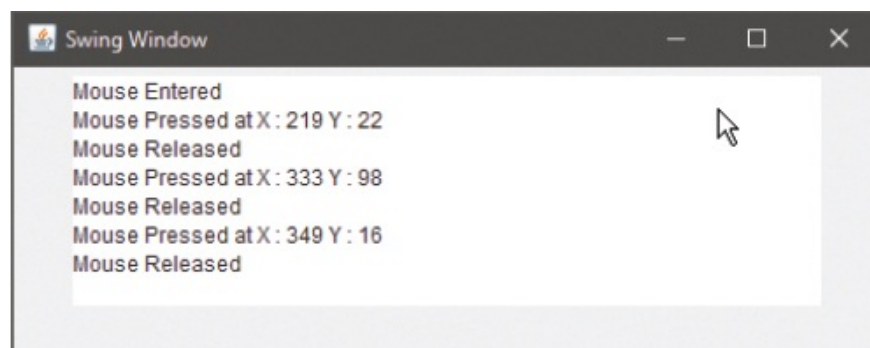 Swing Window
Mouse Entered
Mouse Pressed at X : 219 Y : 22
Mouse Released
Mouse Pressed at X : 333 Y : 98
Mouse Released
Mouse Pressed at X : 349 Y : 16
Mouse Released